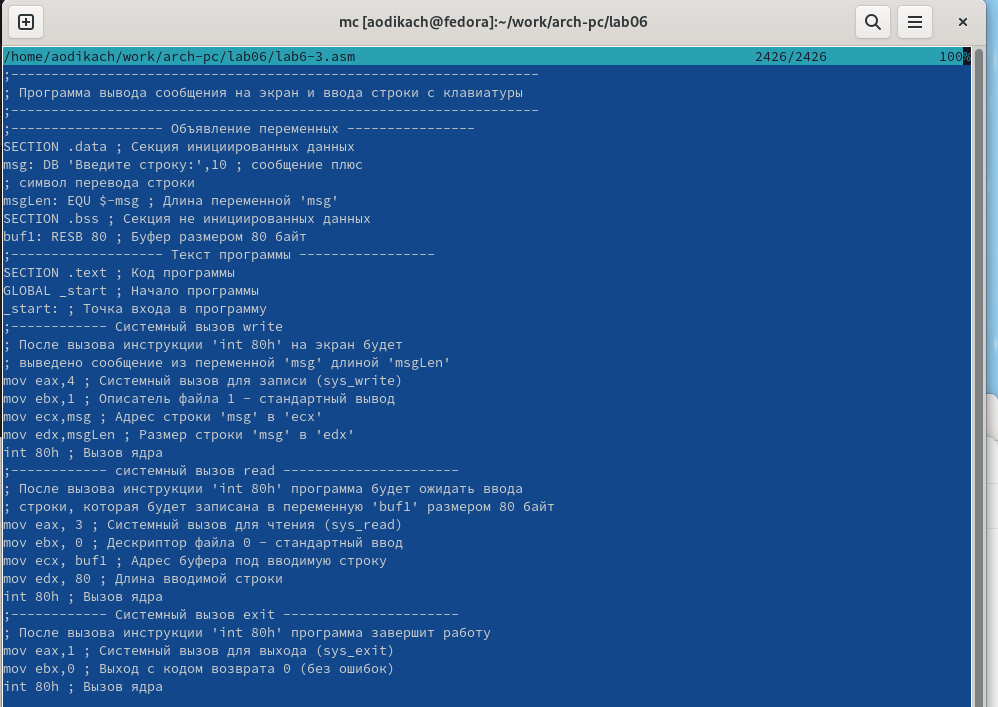 mc [aodikach@fedora]:~/work/arch-pc/lab06
/home/aodikach/work/arch-pc/lab06/lab6-3.asm 2426/2426 100%
;------------------------------------------------------------------
; Программа вывода сообщения на экран и ввода строки с клавиатуры
;------------------------------------------------------------------
;------------------- Объявление переменных ----------------
SECTION .data ; Секция инициированных данных
msg: DB 'Введите строку:',10 ; сообщение плюс
; символ перевода строки
msgLen: EQU $-msg ; Длина переменной 'msg'
SECTION .bss ; Секция не инициированных данных
buf1: RESB 80 ; Буфер размером 80 байт
;------------------- Текст программы -----------------
SECTION .text ; Код программы
GLOBAL _start ; Начало программы
_start: ; Точка входа в программу
;------------ Системный вызов write
; После вызова инструкции 'int 80h' на экран будет
; выведено сообщение из переменной 'msg' длиной 'msgLen'
mov eax,4 ; Системный вызов для записи (sys_write)
mov ebx,1 ; Описатель файла 1 - стандартный вывод
mov ecx,msg ; Адрес строки 'msg' в 'ecx'
mov edx,msgLen ; Размер строки 'msg' в 'edx'
int 80h ; Вызов ядра
;------------ системный вызов read ----------------------
; После вызова инструкции 'int 80h' программа будет ожидать ввода
; строки, которая будет записана в переменную 'buf1' размером 80 байт
mov eax, 3 ; Системный вызов для чтения (sys_read)
mov ebx, 0 ; Дескриптор файла 0 - стандартный ввод
mov ecx, buf1 ; Адрес буфера под вводимую строку
mov edx, 80 ; Длина вводимой строки
int 80h ; Вызов ядра
;------------ Системный вызов exit ----------------------
; После вызова инструкции 'int 80h' программа завершит работу
mov eax,1 ; Системный вызов для выхода (sys_exit)
mov ebx,0 ; Выход с кодом возврата 0 (без ошибок)
int 80h ; Вызов ядра